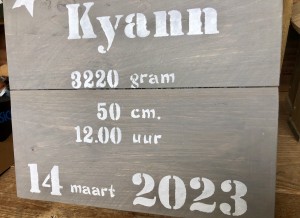 Kyann
3220 gram
50 cm.
12.00 uur
14 maart 2023